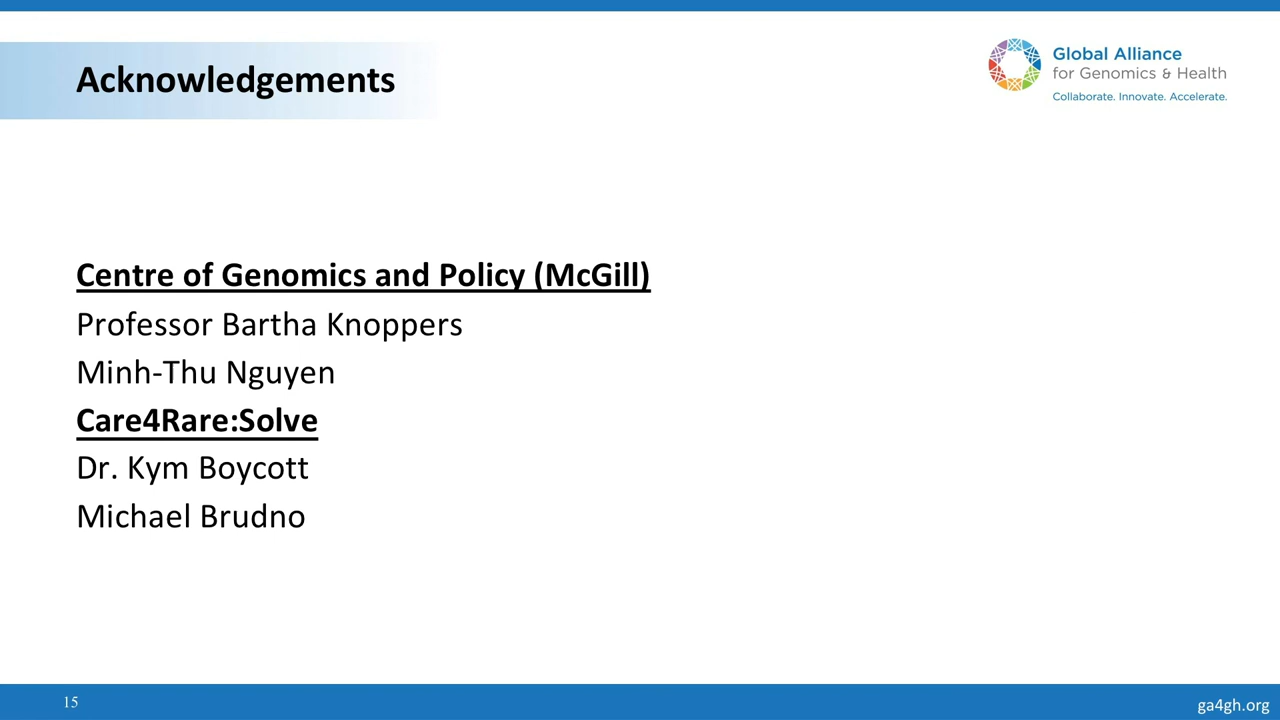 Acknowledgements
Global Alliance
for Genomics & Health
Collaborate. Innovate. Accelerate.
Centre of Genomics and Policy (McGill)
Professor Bartha Knoppers
Minh-Thu Nguyen
Care4Rare:Solve
Dr. Kym Boycott
Michael Brudno
15
ga4gh.org